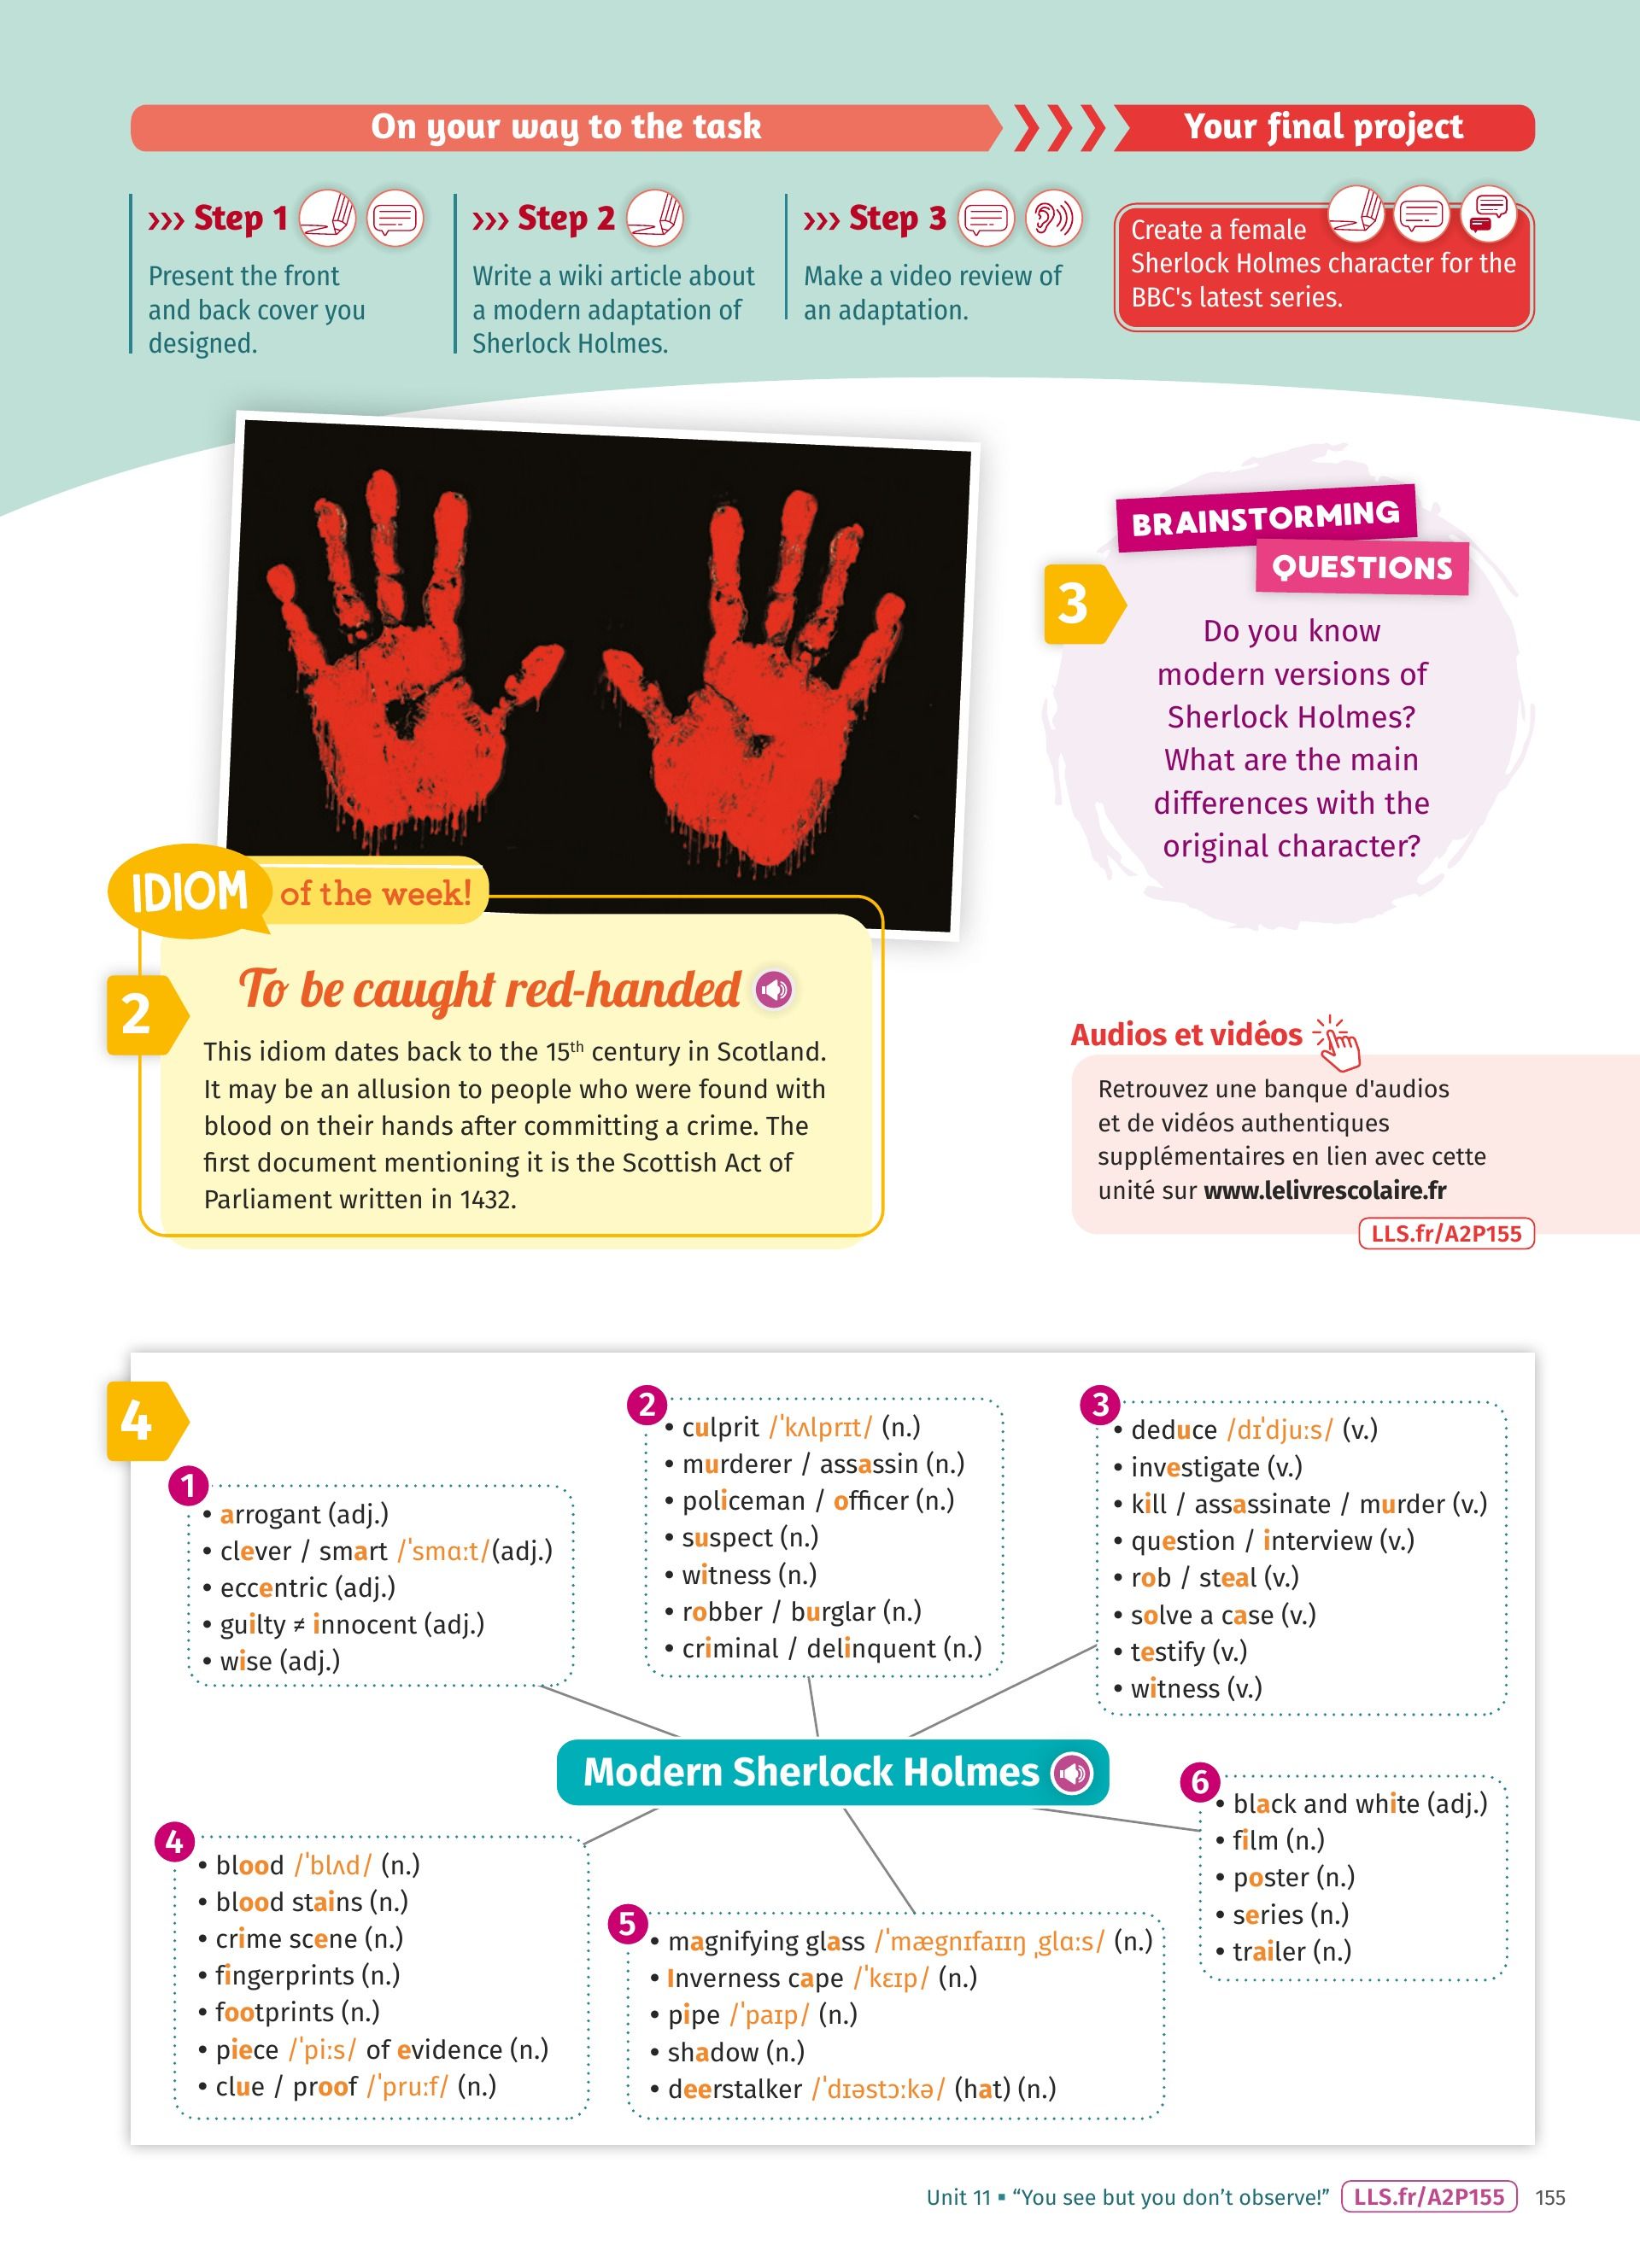 On your way to the task
Your final project
››› Step 1
Present the front
and back cover you
designed.
››› Step 2
Write a wiki article about
a modern adaptation of
Sherlock Holmes.
››› Step 3
Make a video review of
an adaptation.
Create a female
Sherlock Holmes character for the
BBC's latest series.
BRAINSTORMING
QUESTIONS
3
Do you know
modern versions of
Sherlock Holmes?
What are the main
differences with the
original character?
IDIOM of the week!
2
To be caught red-handed
This idiom dates back to the 15th century in Scotland.
It may be an allusion to people who were found with
blood on their hands after committing a crime. The
first document mentioning it is the Scottish Act of
Parliament written in 1432.
Audios et vidéos
Retrouvez une banque d'audios
et de vidéos authentiques
supplémentaires en lien avec cette
unité sur www.lelivrescolaire.fr
LLS.fr/A2P155
4
1
• arrogant (adj.)
• clever / smart /ˈsmɑːt/(adj.)
• eccentric (adj.)
• guilty ≠ innocent (adj.)
• wise (adj.)
2
• culprit /ˈkʌlprɪt/ (n.)
• murderer / assassin (n.)
• policeman / officer (n.)
• suspect (n.)
• witness (n.)
• robber / burglar (n.)
• criminal / delinquent (n.)
3
• deduce /dɪˈdjuːs/ (v.)
• investigate (v.)
• kill / assassinate / murder (v.)
• question / interview (v.)
• rob / steal (v.)
• solve a case (v.)
• testify (v.)
• witness (v.)
Modern Sherlock Holmes
4
• blood /ˈblʌd/ (n.)
• blood stains (n.)
• crime scene (n.)
• fingerprints (n.)
• footprints (n.)
• piece /ˈpiːs/ of evidence (n.)
• clue / proof /ˈpruːf/ (n.)
5
• magnifying glass /ˈmægnɪfaɪɪŋ ˌglɑːs/ (n.)
• Inverness cape /ˈkɛɪp/ (n.)
• pipe /ˈpaɪp/ (n.)
• shadow (n.)
• deerstalker /ˈdɪəstɔːkə/ (hat) (n.)
6
• black and white (adj.)
• film (n.)
• poster (n.)
• series (n.)
• trailer (n.)
Unit 11 ▪ “You see but you don’t observe!” LLS.fr/A2P155 155